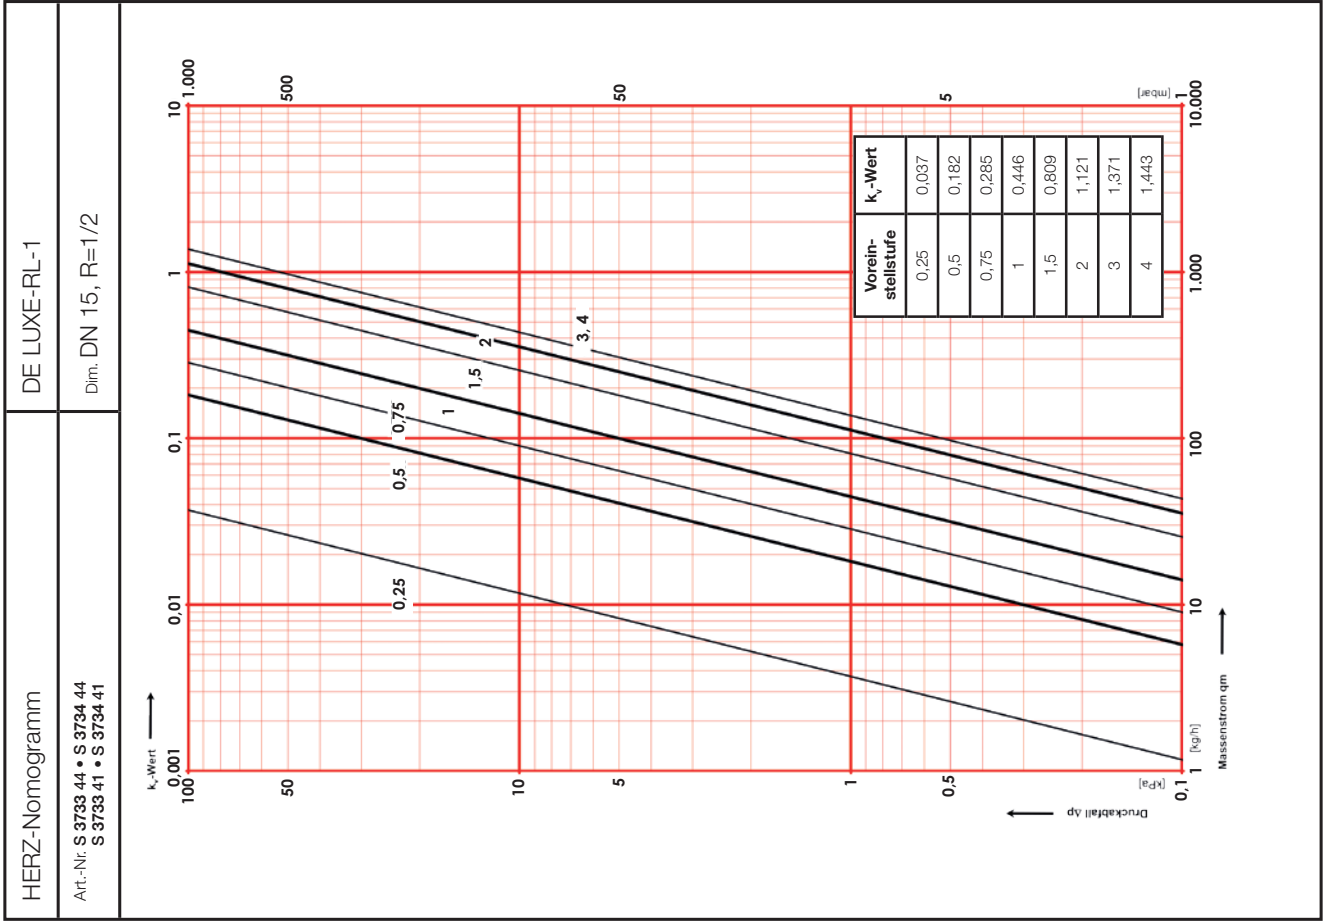 HERZ-Nomogramm
DE LUXE-RL-1
Art.-Nr. S 3733 44 • S 3734 44
S 3733 41 • S 3734 41
Dim. DN 15, R=1/2
kv-Wert
0,001
0,01
0,1
1
10
100
50
10
5
1
0,5
0,1
[kPa]
Druckabfall Δp
1.000
500
50
5
1
[mbar]
0,25
0,5
0,75
1
1,5
2
3, 4
Vorein-
stellstufe
kv-Wert
0,25 0,037
0,5 0,182
0,75 0,285
1 0,446
1,5 0,809
2 1,121
3 1,371
4 1,443
1
[kg/h]
10
100
1.000
10.000
Massenstrom qm